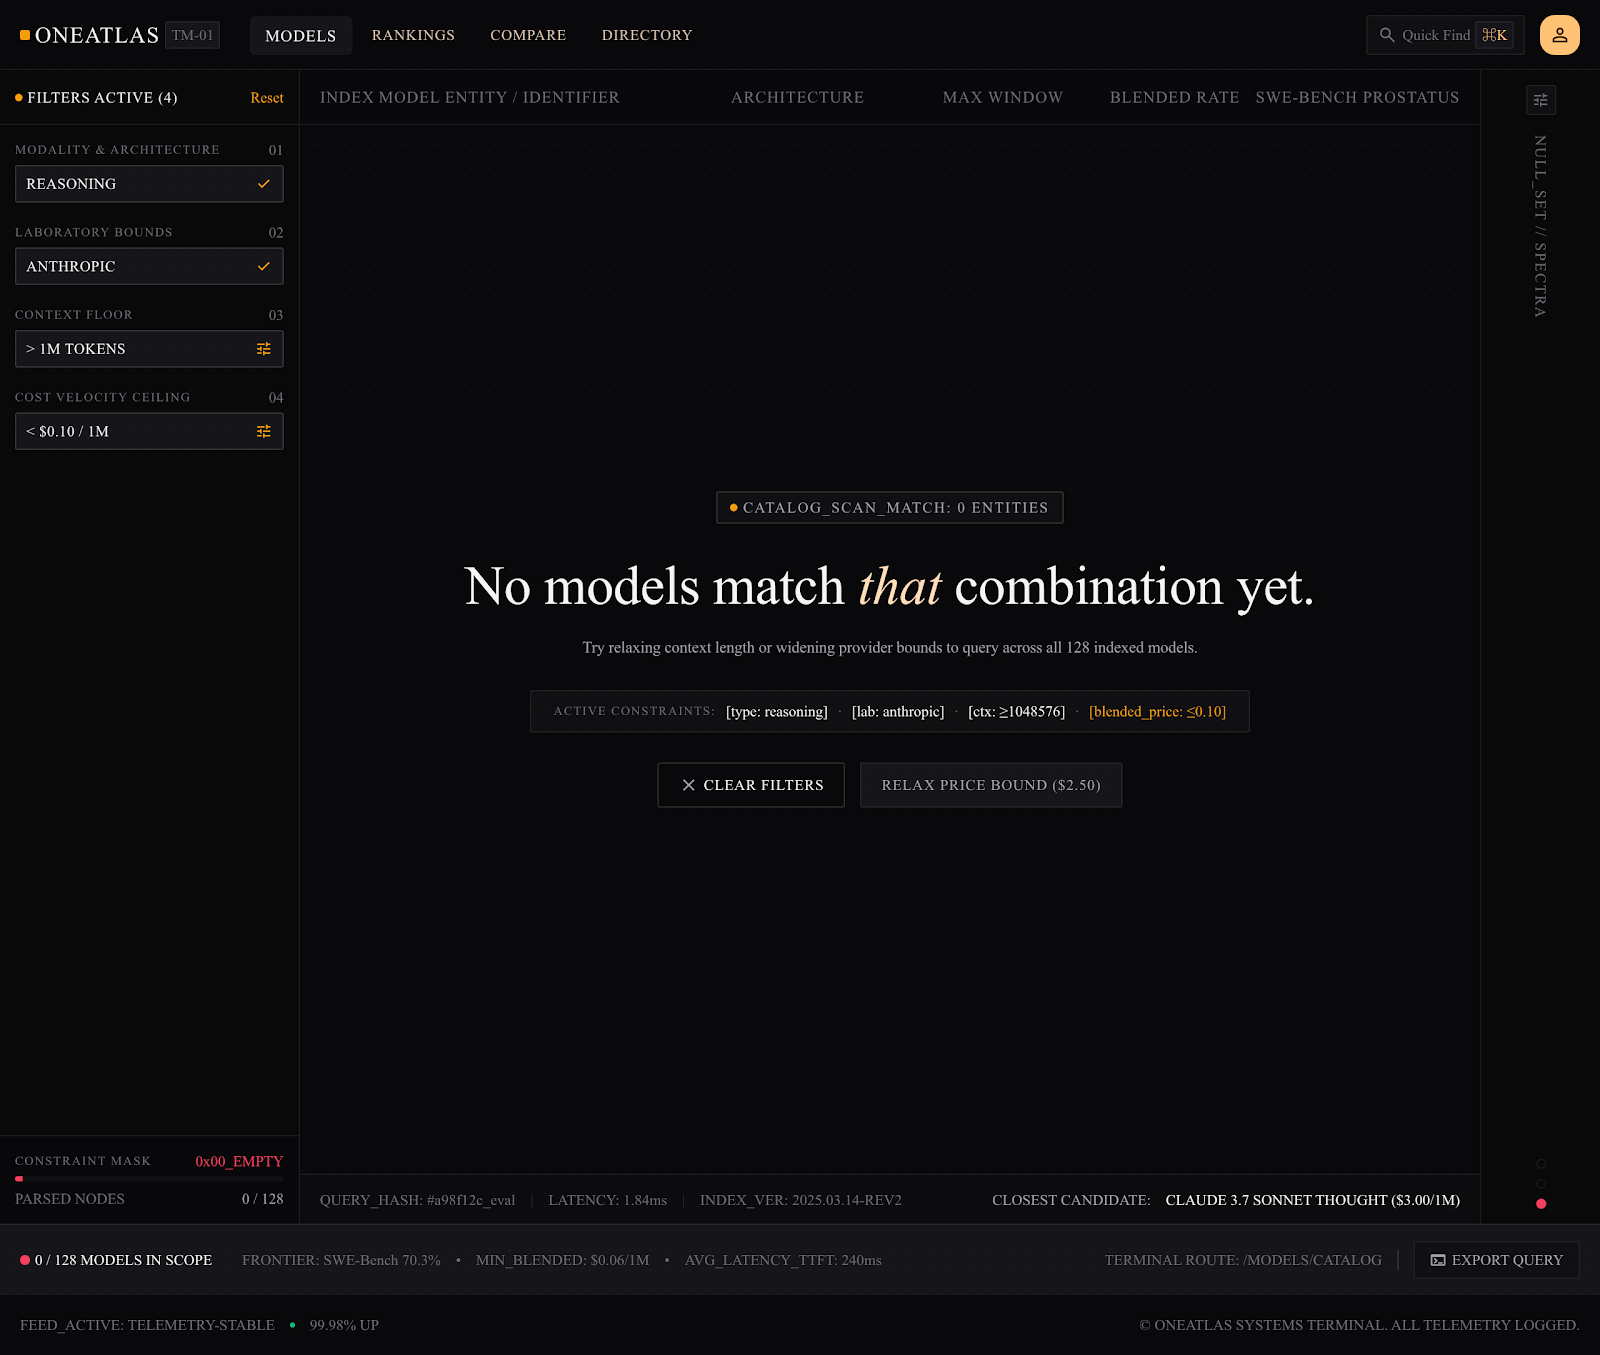 ONEATLAS TM-01 MODELS RANKINGS COMPARE DIRECTORY Quick Find ⌘K
FILTERS ACTIVE (4) Reset
MODALITY & ARCHITECTURE 01
REASONING
LABORATORY BOUNDS 02
ANTHROPIC
CONTEXT FLOOR 03
> 1M TOKENS
COST VELOCITY CEILING 04
< $0.10 / 1M
CONSTRAINT MASK 0x00_EMPTY
PARSED NODES 0 / 128
INDEX MODEL ENTITY / IDENTIFIER ARCHITECTURE MAX WINDOW BLENDED RATE SWE-BENCH PROSTATUS
CATALOG_SCAN_MATCH: 0 ENTITIES
No models match that combination yet.
Try relaxing context length or widening provider bounds to query across all 128 indexed models.
ACTIVE CONSTRAINTS: [type: reasoning] · [lab: anthropic] · [ctx: ≥1048576] · [blended_price: ≤0.10]
CLEAR FILTERS RELAX PRICE BOUND ($2.50)
QUERY_HASH: #a98f12c_eval LATENCY: 1.84ms INDEX_VER: 2025.03.14-REV2 CLOSEST CANDIDATE: CLAUDE 3.7 SONNET THOUGHT ($3.00/1M)
NULL_SET // SPECTRA
0 / 128 MODELS IN SCOPE FRONTIER: SWE-Bench 70.3% • MIN_BLENDED: $0.06/1M • AVG_LATENCY_TTFT: 240ms TERMINAL ROUTE: /MODELS/CATALOG EXPORT QUERY
FEED_ACTIVE: TELEMETRY-STABLE • 99.98% UP © ONEATLAS SYSTEMS TERMINAL. ALL TELEMETRY LOGGED.